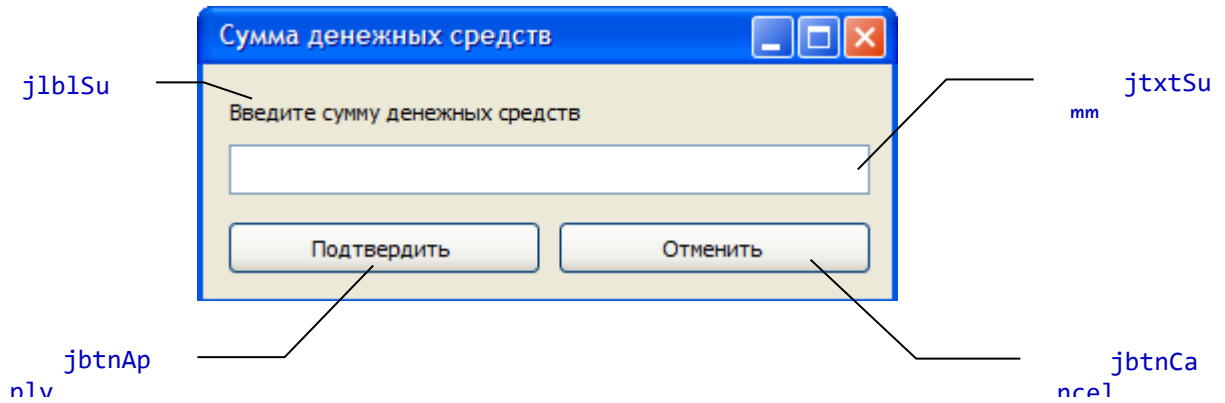 Сумма денежных средств
jlblSu
jtxtSu
mm
Введите сумму денежных средств
Подтвердить
Отменить
jbtnAp
ply
jbtnCa
ncel